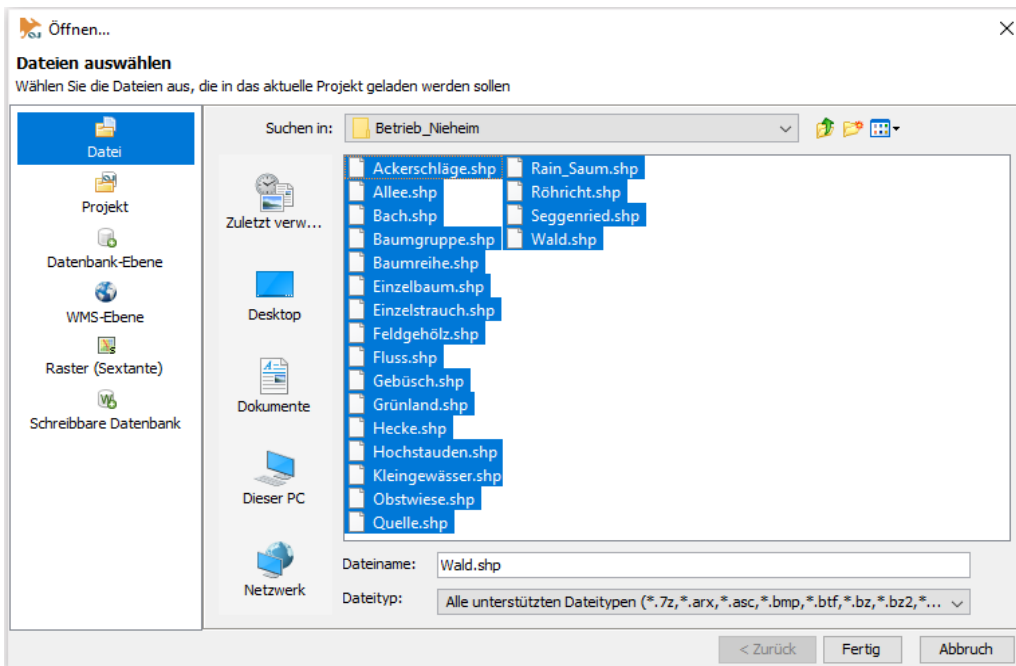 Öffnen...
Dateien auswählen
Wählen Sie die Dateien aus, die in das aktuelle Projekt geladen werden sollen
Datei
Projekt
Datenbank-Ebene
WMS-Ebene
Raster (Sextante)
Schreibbare Datenbank
Suchen in:
Betrieb_Nieheim
Zuletzt verw...
Desktop
Dokumente
Dieser PC
Netzwerk
Ackerschläge.shp
Allee.shp
Bach.shp
Baumgruppe.shp
Baumreihe.shp
Einzelbaum.shp
Einzelstrauch.shp
Feldgehölz.shp
Fluss.shp
Gebüsch.shp
Grünland.shp
Hecke.shp
Hochstauden.shp
Kleingewässer.shp
Obstwiese.shp
Quelle.shp
Rain_Saum.shp
Röhricht.shp
Seggenried.shp
Wald.shp
Dateiname:
Wald.shp
Dateityp:
Alle unterstützten Dateitypen (*.7z,*.arx,*.asc,*.bmp,*.btf,*.bz,*.bz2,*...
< Zurück
Fertig
Abbruch